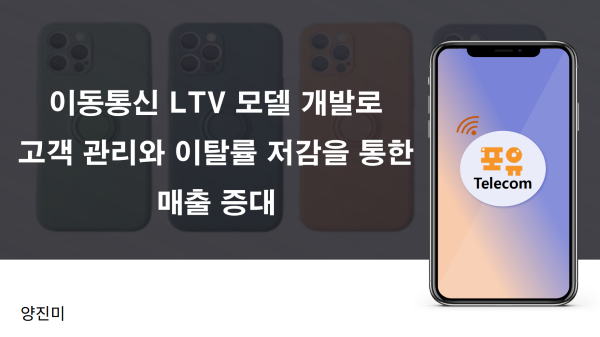 이동통신 LTV 모델 개발로
고객 관리와 이탈률 저감을 통한
매출 증대
포유
Telecom
양진미